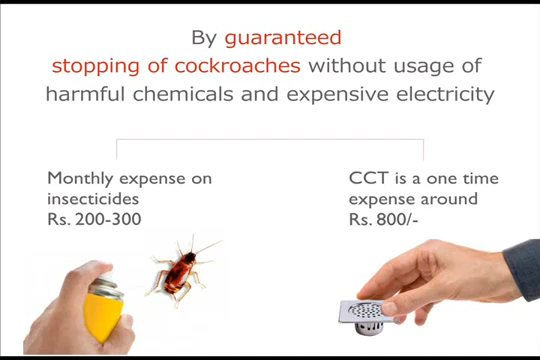 By guaranteed
stopping of cockroaches without usage of
harmful chemicals and expensive electricity
Monthly expense on
insecticides
Rs. 200-300
CCT is a one time
expense around
Rs. 800/-